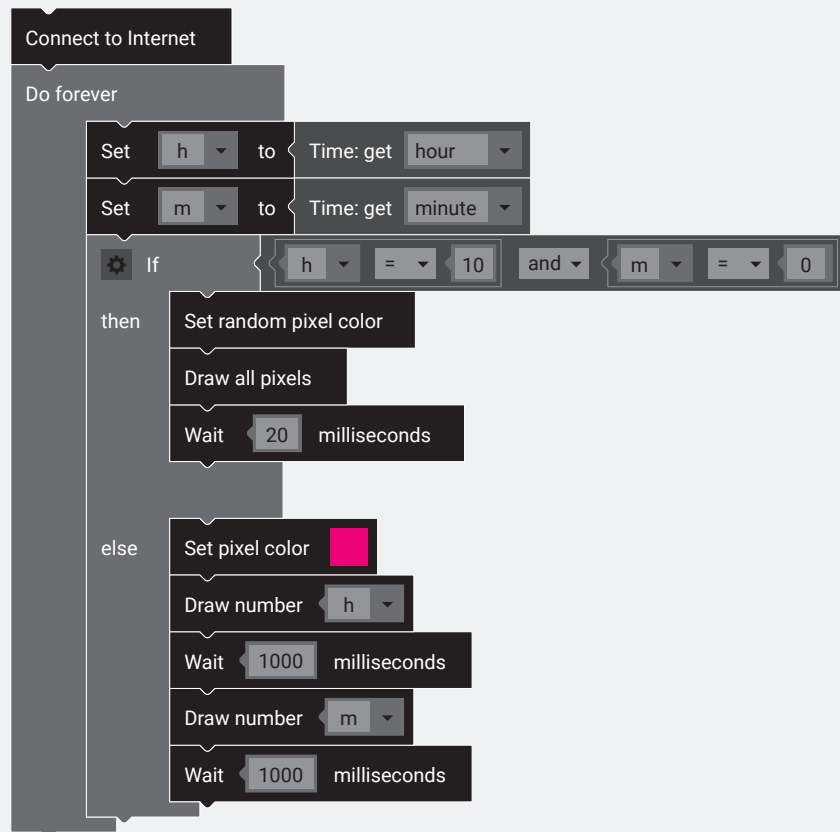 Connect to Internet
Do forever
Set h to Time: get hour
Set m to Time: get minute
If h = 10 and m = 0
then Set random pixel color
Draw all pixels
Wait 20 milliseconds
else Set pixel color
Draw number h
Wait 1000 milliseconds
Draw number m
Wait 1000 milliseconds